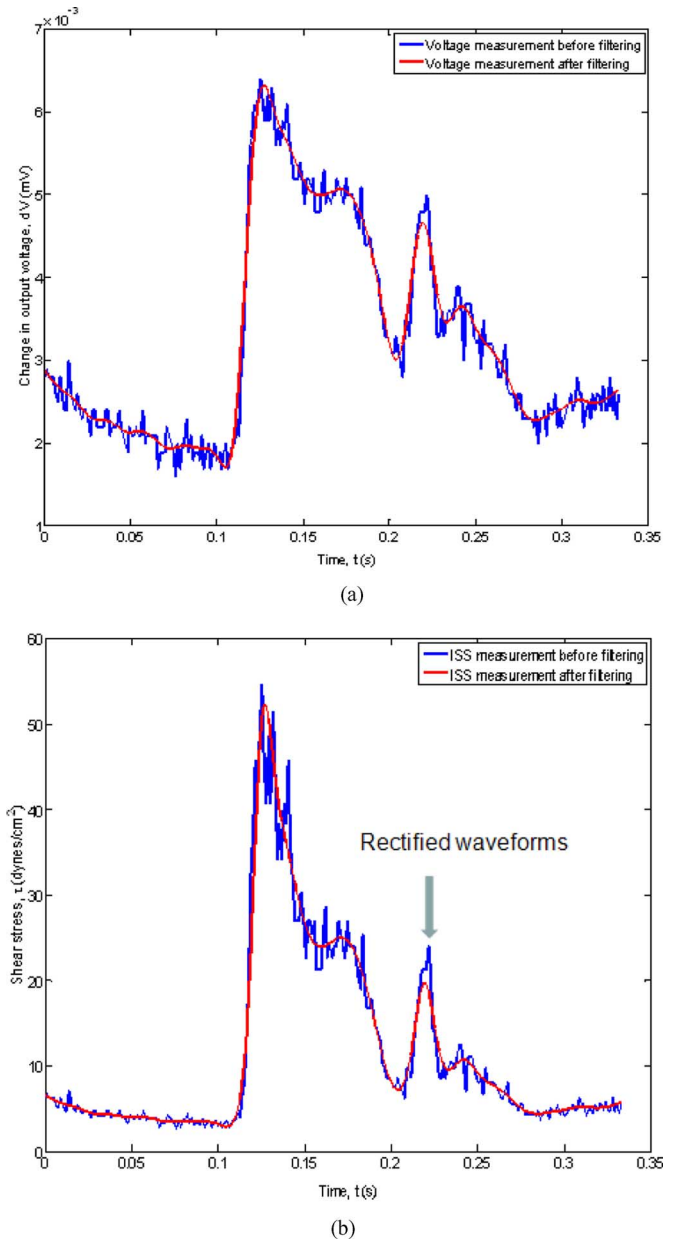 7 ×10⁻³
Voltage measurement before filtering
Voltage measurement after filtering
6
5
4
3
2
1
Change in output voltage, dV (mV)
0 0.05 0.1 0.15 0.2 0.25 0.3 0.35
Time, t (s)
(a)
60
ISS measurement before filtering
ISS measurement after filtering
50
40
Rectified waveforms
30
20
10
0
Shear stress, τ (dynes/cm²)
0 0.05 0.1 0.15 0.2 0.25 0.3 0.35
Time, t (s)
(b)